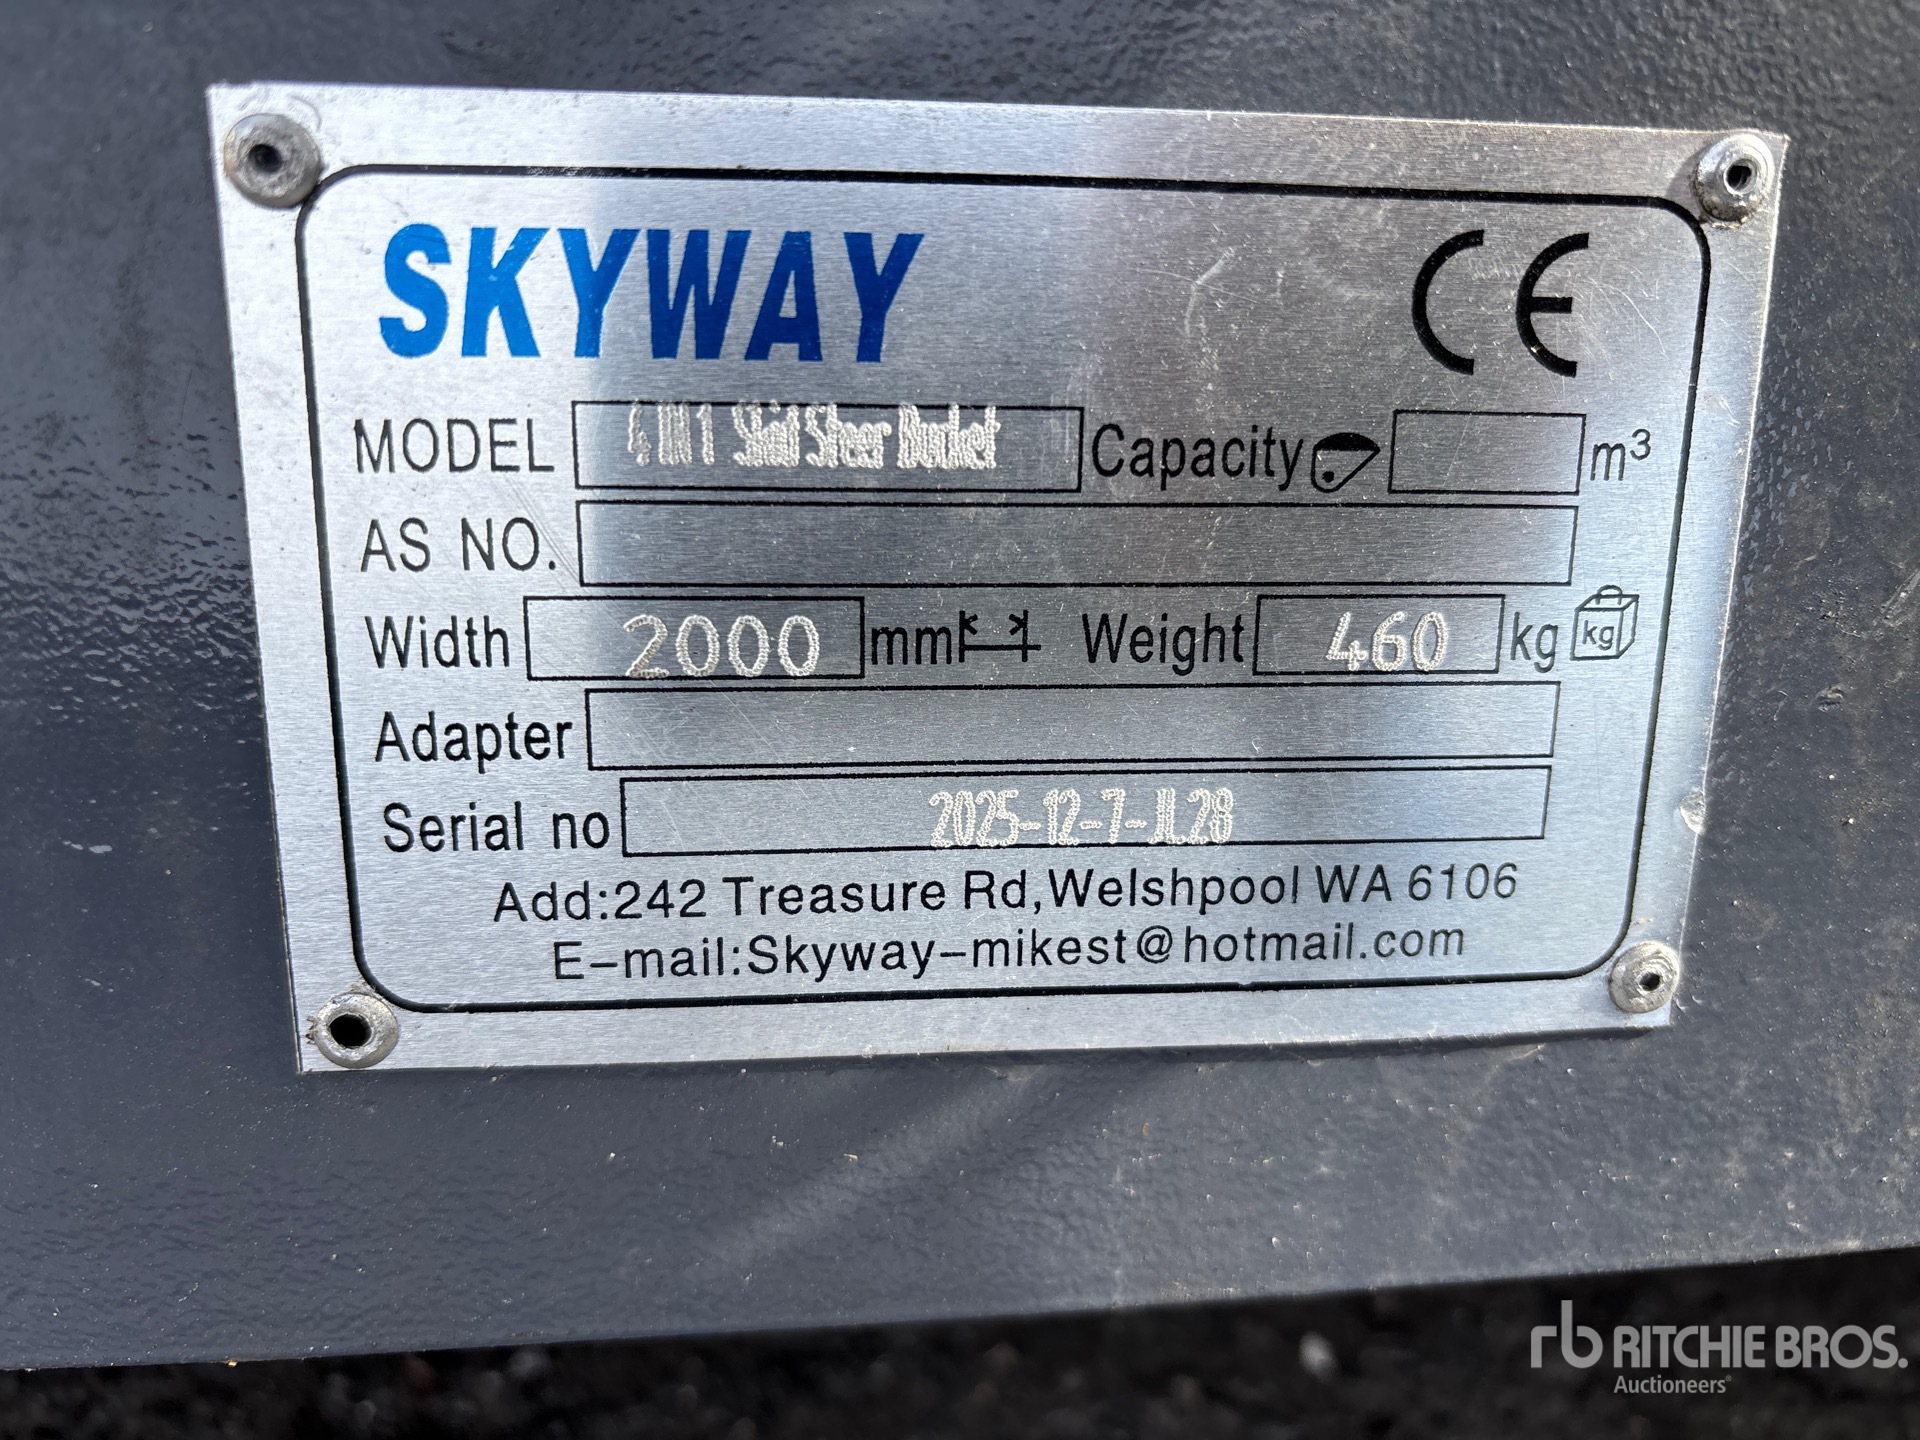 SKYWAY CE
MODEL 4 IN 1 Skid Steer Bucket Capacity m³
AS NO.
Width 2000 mm Weight 460 kg kg
Adapter
Serial no 2025-12-7-JL28
Add:242 Treasure Rd,Welshpool WA 6106
E-mail:Skyway-mikest@hotmail.com
rb RITCHIE BROS.
Auctioneers